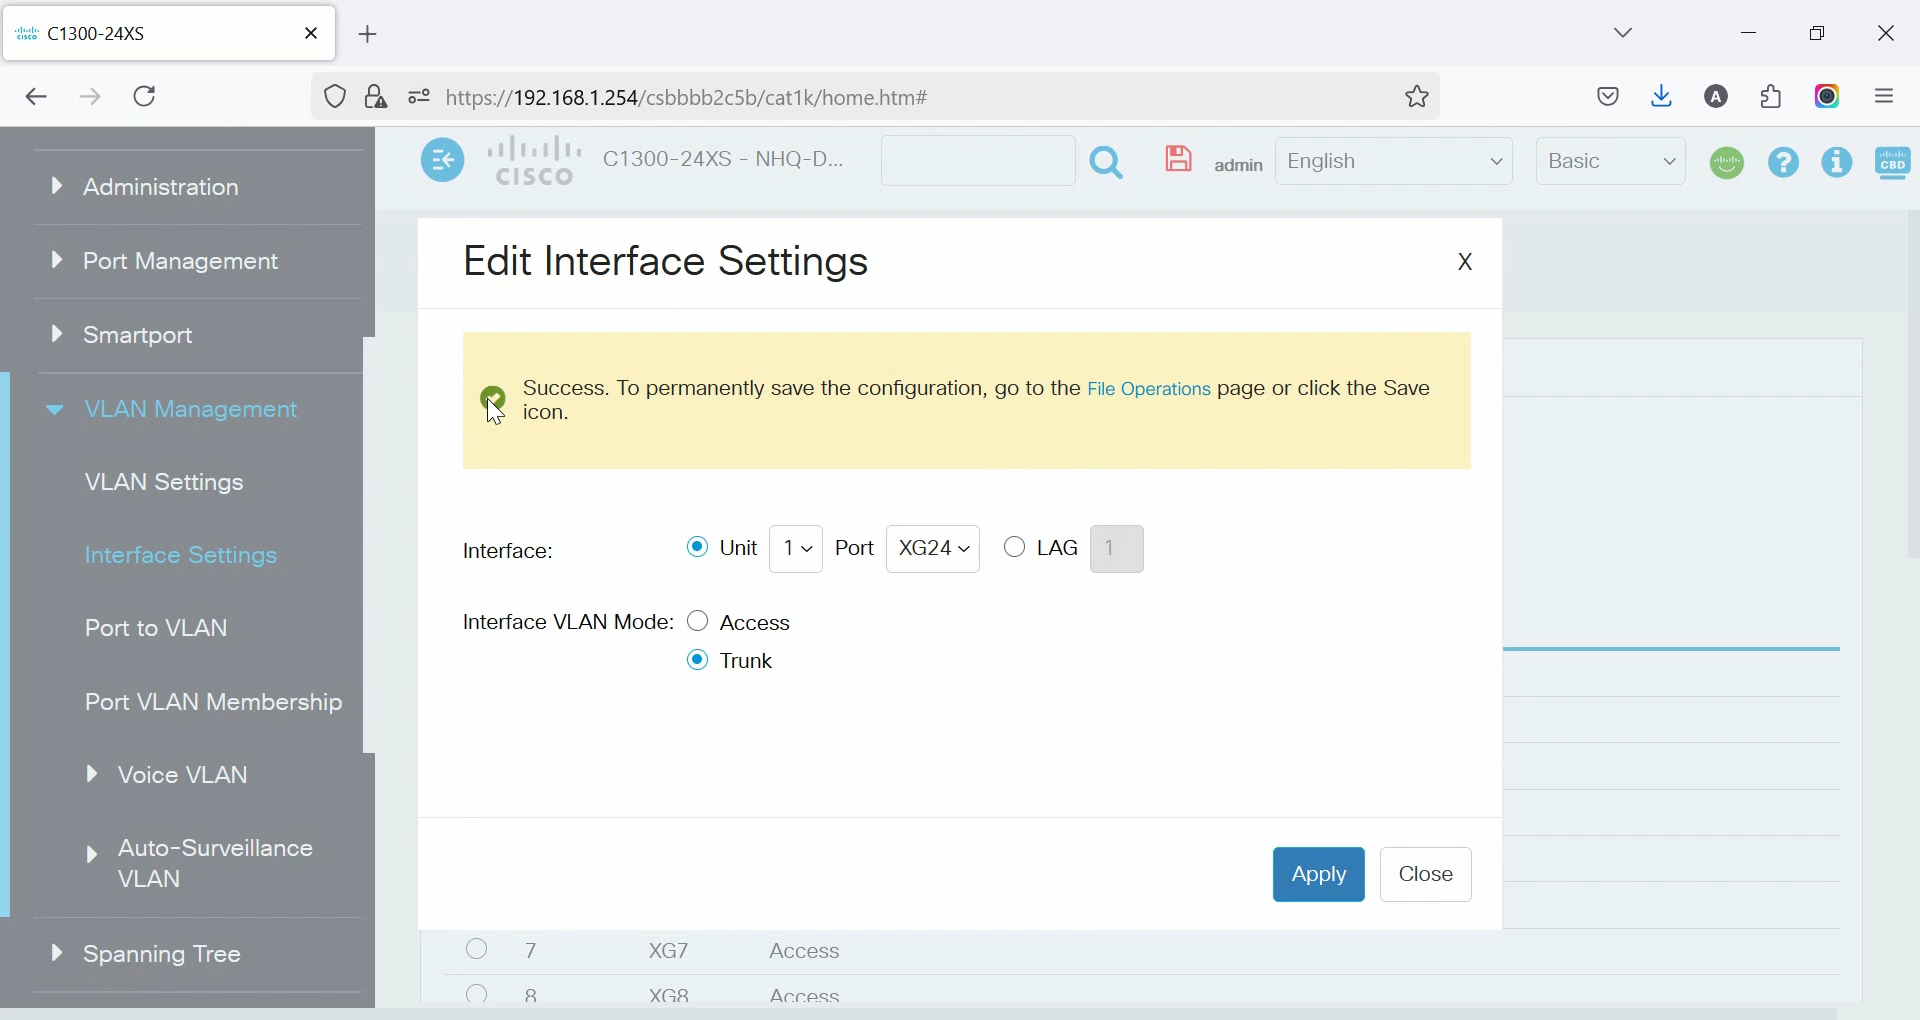 C1300-24XS
https://192.168.1.254/csbbbb2c5b/cat1k/home.htm#
A
Administration
Port Management
Smartport
VLAN Management
VLAN Settings
Interface Settings
Port to VLAN
Port VLAN Membership
Voice VLAN
Auto-Surveillance
VLAN
Spanning Tree
CISCO
C1300-24XS - NHQ-D...
admin
English
Basic
CBD
Edit Interface Settings
X
Success. To permanently save the configuration, go to the File Operations page or click the Save
icon.
Interface: Unit 1 Port XG24 LAG 1
Interface VLAN Mode: Access
Trunk
Apply Close
7 XG7 Access
8 XG8 Access